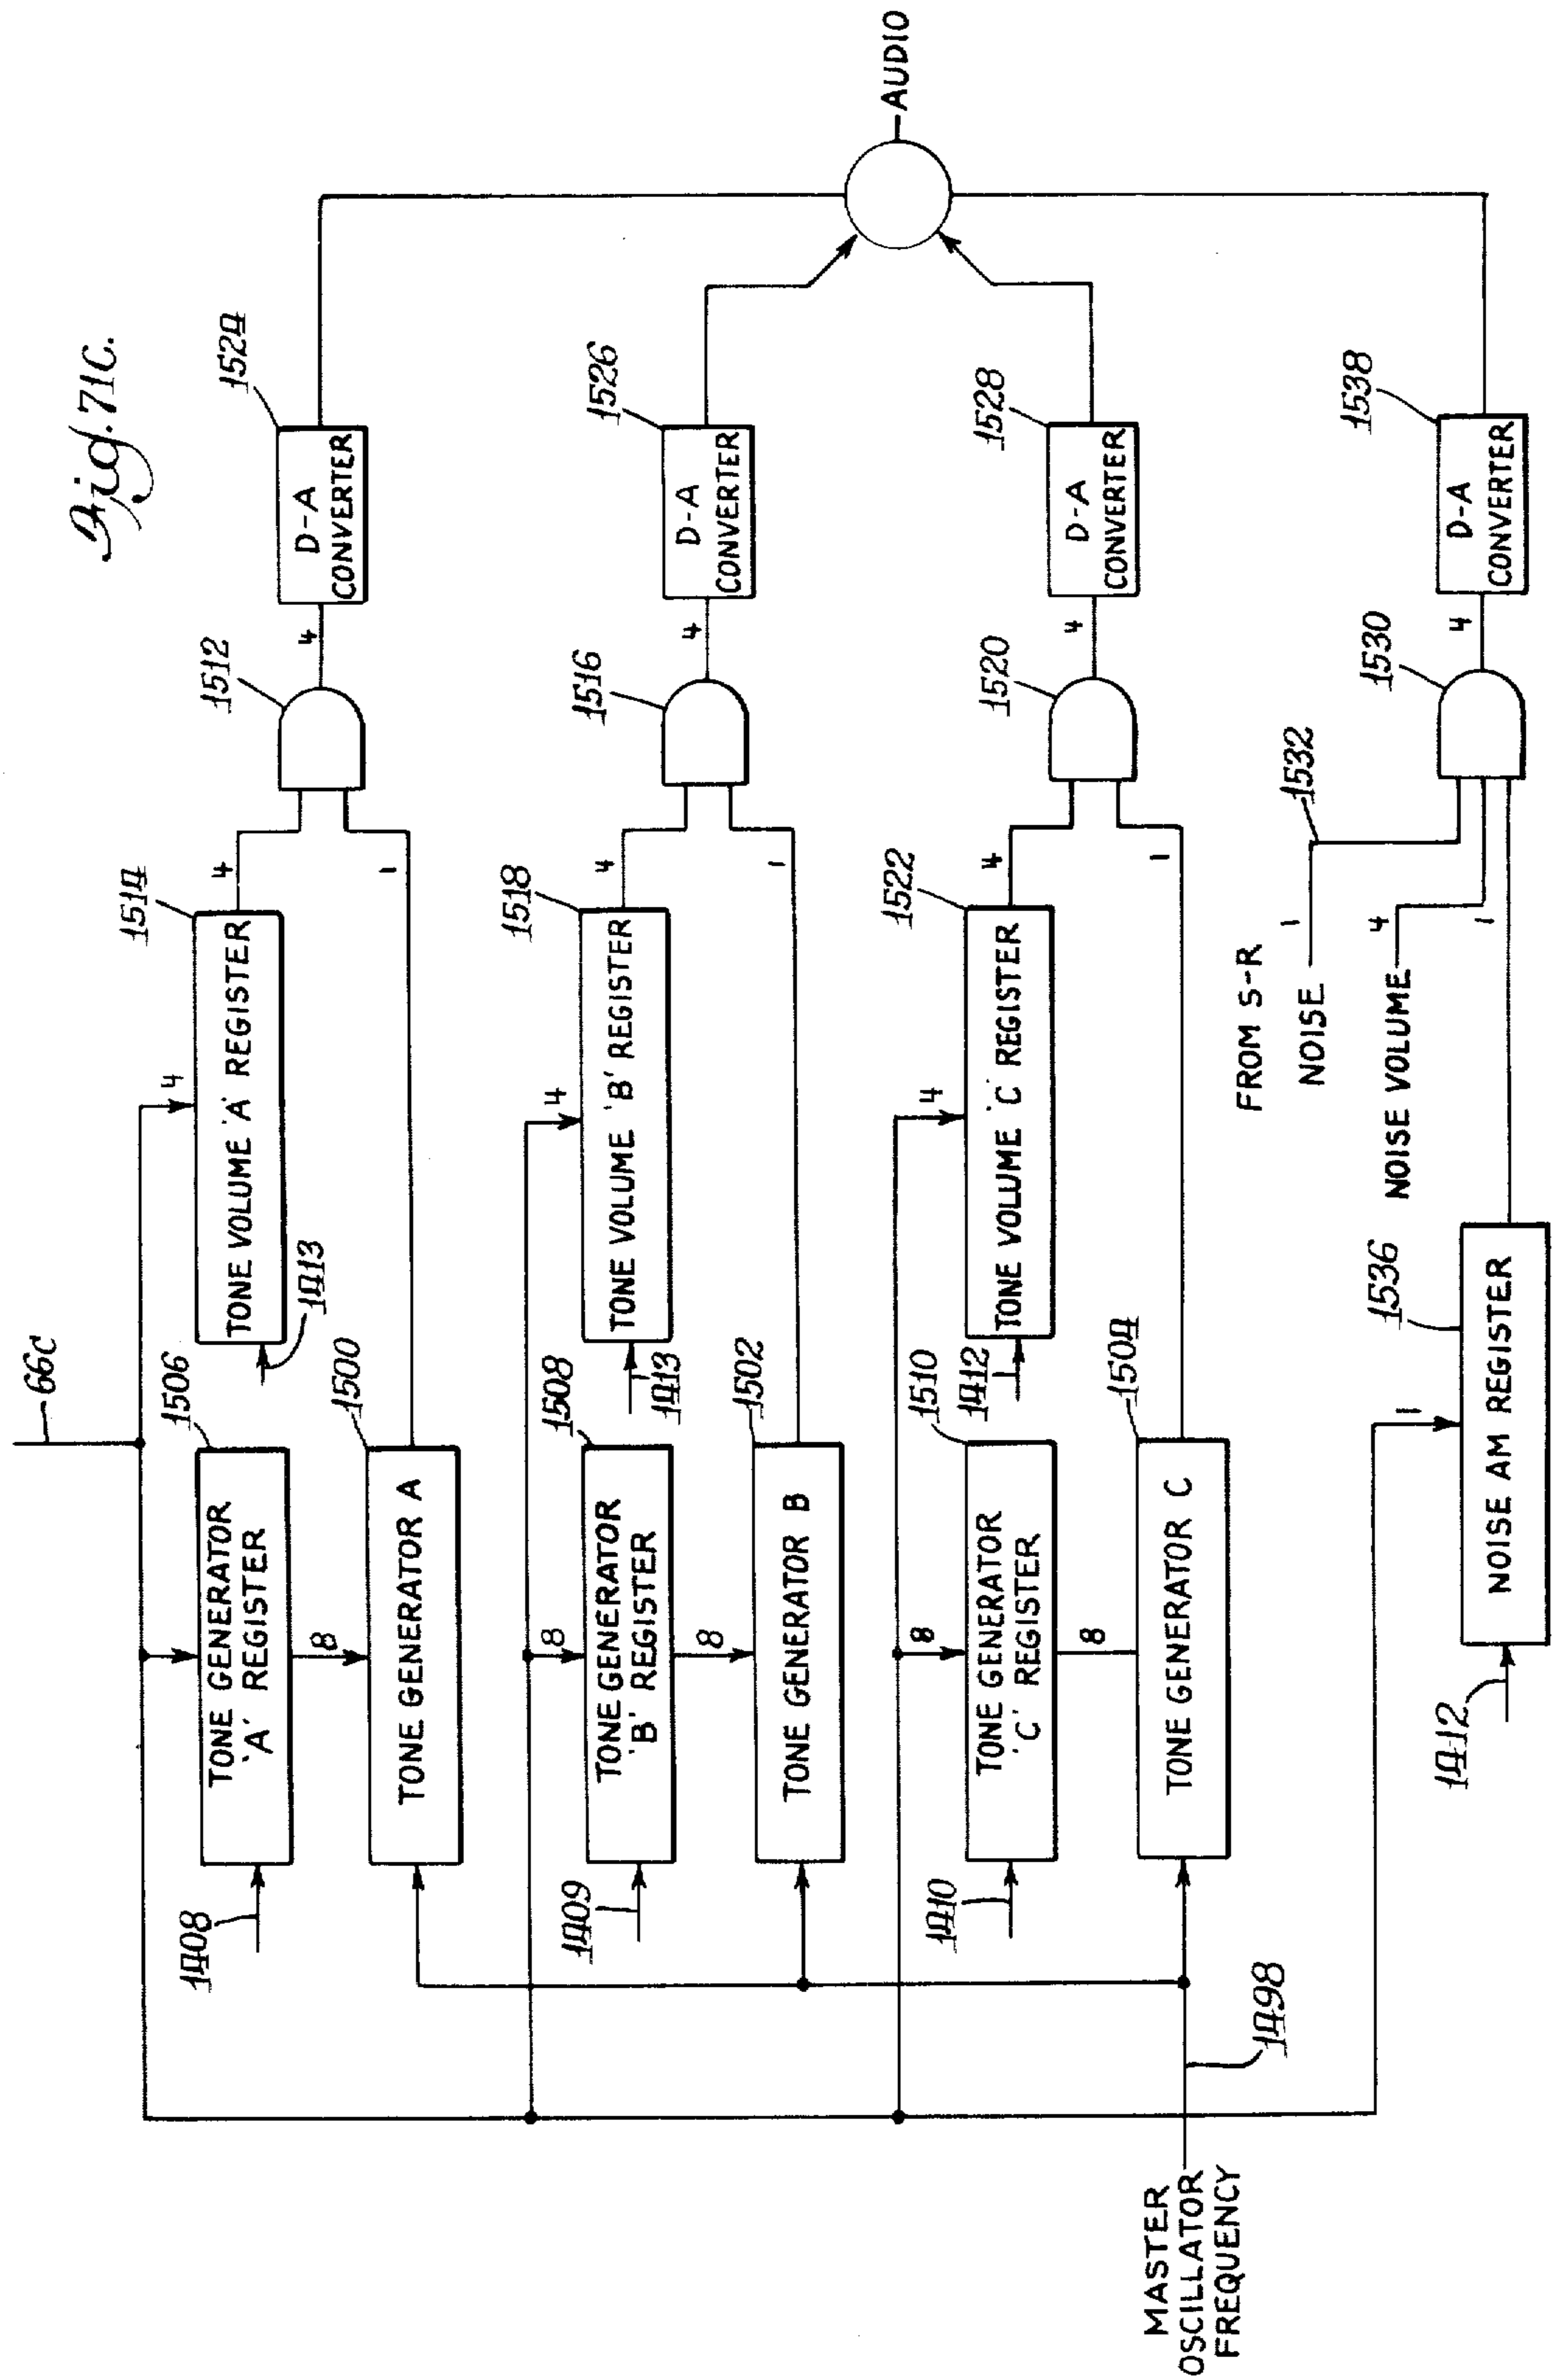 Fig. 71C.
66C
1506
1408
TONE GENERATOR
'A' REGISTER
8
1500
TONE GENERATOR A
4
1514
TONE VOLUME 'A' REGISTER
1413
4
1
1512
4
1524
D-A
CONVERTER
8
1508
1409
TONE GENERATOR
'B' REGISTER
8
1502
TONE GENERATOR B
4
1518
TONE VOLUME 'B' REGISTER
1413
4
1
1516
4
1526
D-A
CONVERTER
AUDIO
8
1510
1410
TONE GENERATOR
'C' REGISTER
8
1504
TONE GENERATOR C
4
1522
TONE VOLUME 'C' REGISTER
1412
4
1
1520
4
1528
D-A
CONVERTER
MASTER
OSCILLATOR
FREQUENCY
1498
1
1536
NOISE AM REGISTER
1412
FROM S-R
NOISE
1
1532
NOISE VOLUME
4
1
1530
4
1538
D-A
CONVERTER